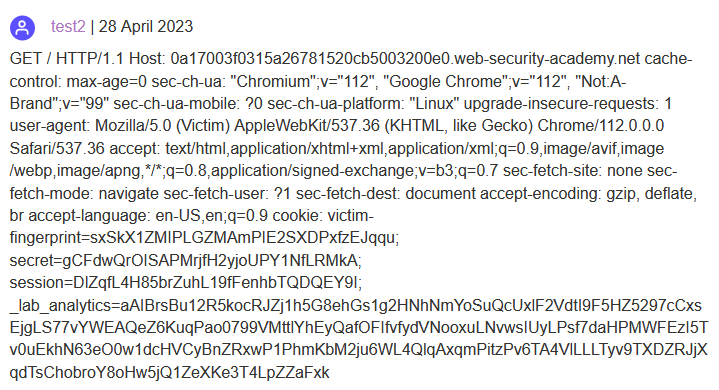 test2 | 28 April 2023
GET / HTTP/1.1 Host: 0a17003f0315a26781520cb5003200e0.web-security-academy.net cache-
control: max-age=0 sec-ch-ua: "Chromium";v="112", "Google Chrome";v="112", "Not:A-
Brand";v="99" sec-ch-ua-mobile: ?0 sec-ch-ua-platform: "Linux" upgrade-insecure-requests: 1
user-agent: Mozilla/5.0 (Victim) AppleWebKit/537.36 (KHTML, like Gecko) Chrome/112.0.0.0
Safari/537.36 accept: text/html,application/xhtml+xml,application/xml;q=0.9,image/avif,image
/webp,image/apng,*/*;q=0.8,application/signed-exchange;v=b3;q=0.7 sec-fetch-site: none sec-
fetch-mode: navigate sec-fetch-user: ?1 sec-fetch-dest: document accept-encoding: gzip, deflate,
br accept-language: en-US,en;q=0.9 cookie: victim-
fingerprint=sxSkX1ZMIPLGZMAmPIE2SXDPxfzEJqqu;
secret=gCFdwQrOISAPMrjfH2yjoUPY1NfLRMkA;
session=DlZqfL4H85brZuhL19fFenhbTQDQEY9I;
_lab_analytics=aAIBrsBu12R5kocRJZj1h5G8ehGs1g2HNhNmYoSuQcUxlF2Vdtl9F5HZ5297cCxs
EjgLS77vYWEAQeZ6KuqPao0799VMttlYhEyQafOFIfvfydVNooxuLNvwsIUyLPsf7daHPMWFEzI5T
v0uEkhN63eO0w1dcHVCyBnZRxwP1PhmKbM2ju6WL4QlqAxqmPitzPv6TA4VlLLLTyv9TXDZRJjX
qdTsChobroY8oHw5jQ1ZeXKe3T4LpZZaFxk